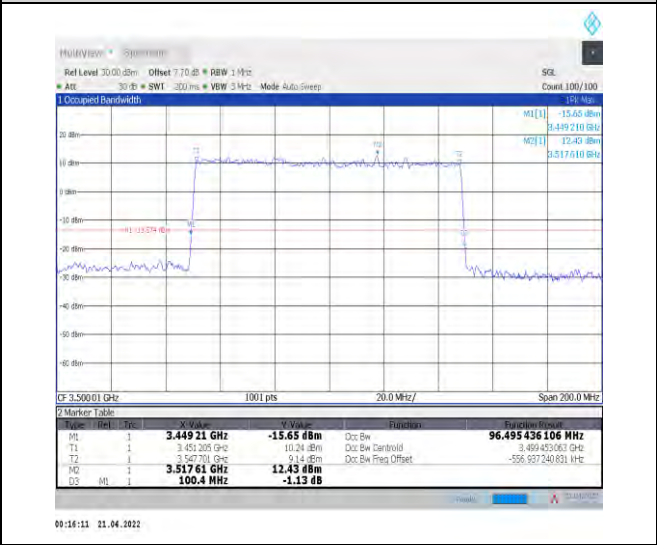 MultiView Spectrum
Ref Level 30.00 dBm Offset 7.70 dB RBW 1 MHz SGL
Att 30 dB SWT 200 ms VBW 3 MHz Mode Auto Sweep Count 100/100
1 Occupied Bandwidth 1Pk Max
M1[1] -15.65 dBm
3.449 210 GHz
M2[1] 12.43 dBm
3.517610 GHz
20 dBm
M2
10 dBm
0 dBm
-10 dBm
M1
-20 dBm
-30 dBm
-40 dBm
-50 dBm
-60 dBm
CF 3.50001 GHz 1001 pts 20.0 MHz/ Span 200.0 MHz
2 Marker Table
Type Ref Trc X-Value Y-Value Function Function Result
M1 1 3.449 21 GHz -15.65 dBm Occ Bw 96.495 436 106 MHz
T1 1 3.451 205 GHz 10.24 dBm Occ Bw Centroid 3.499 453 063 GHz
T2 1 3.547 701 GHz 9.14 dBm Occ Bw Freq Offset -556.937 240 831 kHz
M2 1 3.517 61 GHz 12.43 dBm
D3 M1 1 100.4 MHz -1.13 dB
00:16:11 21.04.2022